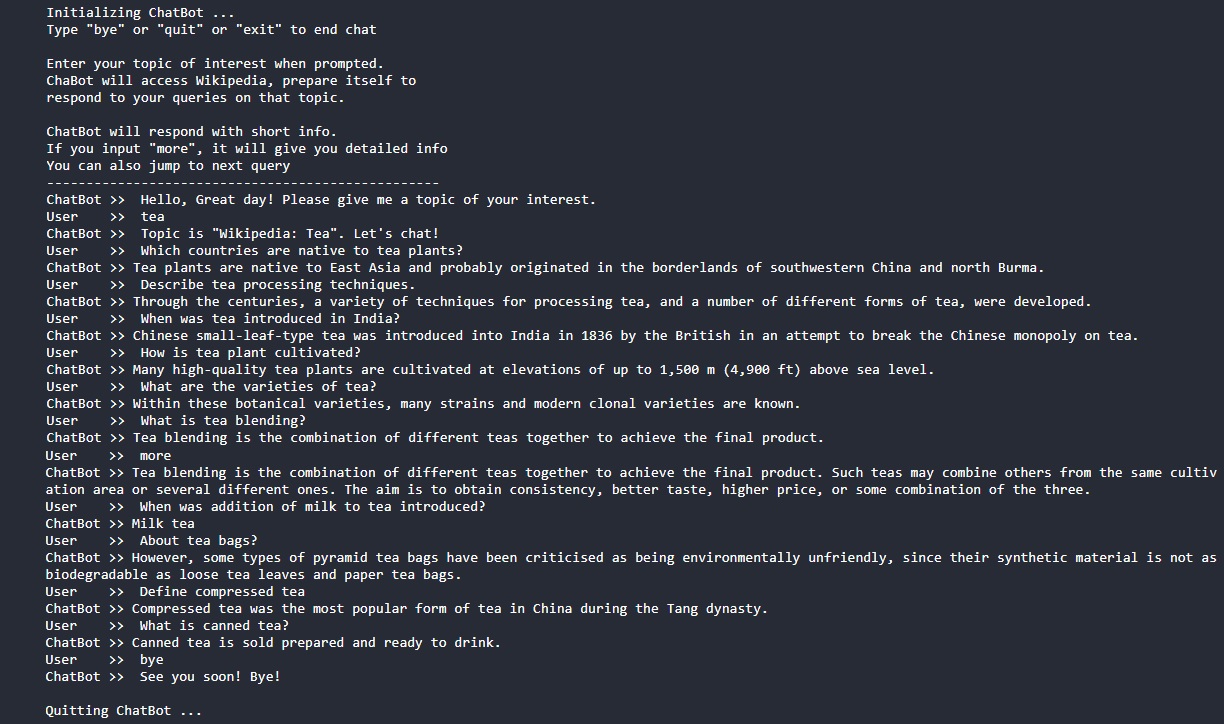 Initializing ChatBot ...
Type "bye" or "quit" or "exit" to end chat
Enter your topic of interest when prompted.
ChaBot will access Wikipedia, prepare itself to
respond to your queries on that topic.
ChatBot will respond with short info.
If you input "more", it will give you detailed info
You can also jump to next query
--------------------------------------------------
ChatBot >>  Hello, Great day! Please give me a topic of your interest.
User    >>  tea
ChatBot >>  Topic is "Wikipedia: Tea". Let's chat!
User    >>  Which countries are native to tea plants?
ChatBot >> Tea plants are native to East Asia and probably originated in the borderlands of southwestern China and north Burma.
User    >>  Describe tea processing techniques.
ChatBot >> Through the centuries, a variety of techniques for processing tea, and a number of different forms of tea, were developed.
User    >>  When was tea introduced in India?
ChatBot >> Chinese small-leaf-type tea was introduced into India in 1836 by the British in an attempt to break the Chinese monopoly on tea.
User    >>  How is tea plant cultivated?
ChatBot >> Many high-quality tea plants are cultivated at elevations of up to 1,500 m (4,900 ft) above sea level.
User    >>  What are the varieties of tea?
ChatBot >> Within these botanical varieties, many strains and modern clonal varieties are known.
User    >>  What is tea blending?
ChatBot >> Tea blending is the combination of different teas together to achieve the final product.
User    >>  more
ChatBot >> Tea blending is the combination of different teas together to achieve the final product. Such teas may combine others from the same cultiv
ation area or several different ones. The aim is to obtain consistency, better taste, higher price, or some combination of the three.
User    >>  When was addition of milk to tea introduced?
ChatBot >> Milk tea
User    >>  About tea bags?
ChatBot >> However, some types of pyramid tea bags have been criticised as being environmentally unfriendly, since their synthetic material is not as
biodegradable as loose tea leaves and paper tea bags.
User    >>  Define compressed tea
ChatBot >> Compressed tea was the most popular form of tea in China during the Tang dynasty.
User    >>  What is canned tea?
ChatBot >> Canned tea is sold prepared and ready to drink.
User    >>  bye
ChatBot >>  See you soon! Bye!
Quitting ChatBot ...